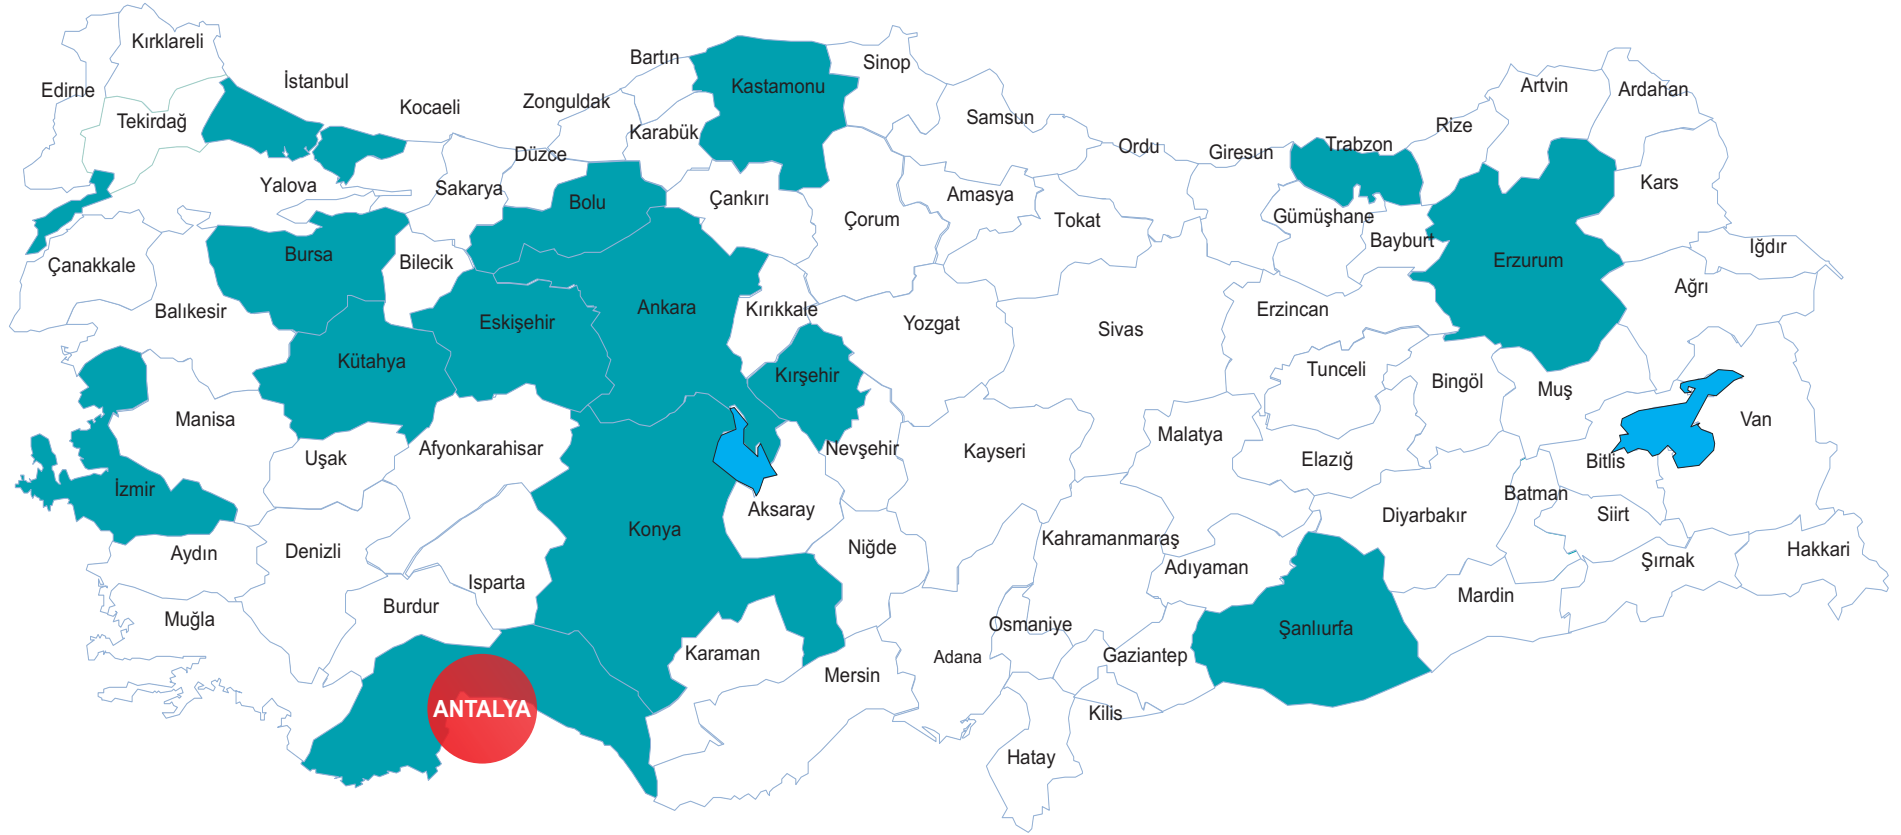 Kırklareli
Edirne
Tekirdağ
İstanbul
Kocaeli
Yalova
Sakarya
Düzce
Zonguldak
Bartın
Karabük
Kastamonu
Sinop
Samsun
Ordu
Giresun
Trabzon
Rize
Artvin
Ardahan
Kars
Iğdır
Ağrı
Erzurum
Bayburt
Gümüşhane
Tokat
Amasya
Çorum
Çankırı
Bolu
Bilecik
Bursa
Çanakkale
Balıkesir
Kütahya
Eskişehir
Ankara
Kırıkkale
Kırşehir
Yozgat
Sivas
Erzincan
Tunceli
Bingöl
Muş
Van
Bitlis
Batman
Siirt
Şırnak
Hakkari
Mardin
Diyarbakır
Elazığ
Malatya
Kayseri
Nevşehir
Aksaray
Niğde
Konya
Afyonkarahisar
Uşak
Manisa
İzmir
Aydın
Denizli
Muğla
Burdur
Isparta
ANTALYA
Karaman
Mersin
Adana
Osmaniye
Kahramanmaraş
Adıyaman
Şanlıurfa
Gaziantep
Kilis
Hatay